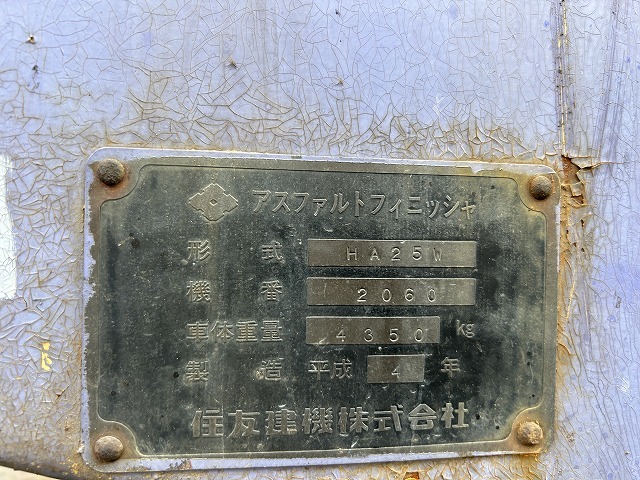 アスファルトフィニッシャ
形式 HA25W
機番 2060
車体重量 4350 kg
製造 平成 4 年
住友建機株式会社